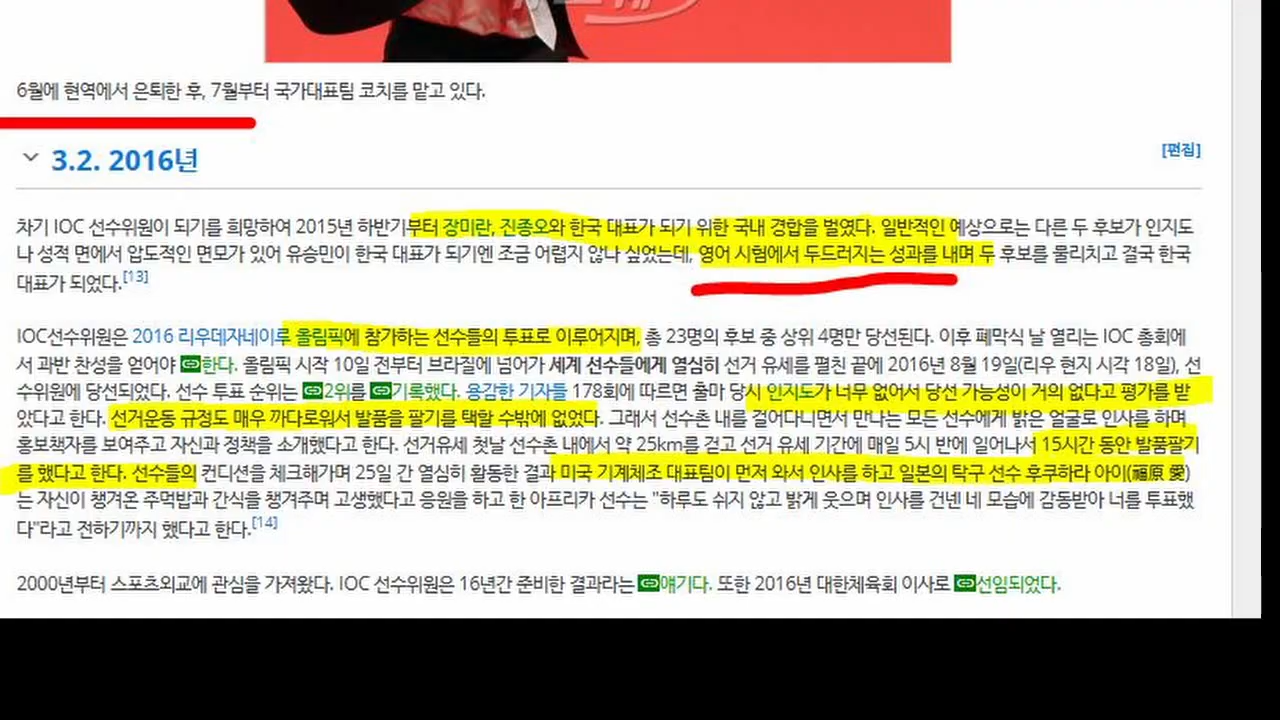 6월에 현역에서 은퇴한 후, 7월부터 국가대표팀 코치를 맡고 있다.
3.2. 2016년
[편집]
차기 IOC 선수위원이 되기를 희망하여 2015년 하반기부터 장미란, 진종오와 한국 대표가 되기 위한 국내 경합을 벌였다. 일반적인 예상으로는 다른 두 후보가 인지도
나 성적 면에서 압도적인 면모가 있어 유승민이 한국 대표가 되기엔 조금 어렵지 않나 싶었는데, 영어 시험에서 두드러지는 성과를 내며 두 후보를 물리치고 결국 한국
대표가 되었다.[13]
IOC선수위원은 2016 리우데자네이루 올림픽에 참가하는 선수들의 투표로 이루어지며, 총 23명의 후보 중 상위 4명만 당선된다. 이후 폐막식 날 열리는 IOC 총회에
서 과반 찬성을 얻어야 한다. 올림픽 시작 10일 전부터 브라질에 넘어가 세계 선수들에게 열심히 선거 유세를 펼친 끝에 2016년 8월 19일(리우 현지 시각 18일), 선
수위원에 당선되었다. 선수 투표 순위는 2위를 기록했다. 용감한 기자들 178회에 따르면 출마 당시 인지도가 너무 없어서 당선 가능성이 거의 없다고 평가를 받
았다고 한다. 선거운동 규정도 매우 까다로워서 발품을 팔기를 택할 수밖에 없었다. 그래서 선수촌 내를 걸어다니면서 만나는 모든 선수에게 밝은 얼굴로 인사를 하며
홍보책자를 보여주고 자신과 정책을 소개했다고 한다. 선거유세 첫날 선수촌 내에서 약 25km를 걷고 선거 유세 기간에 매일 5시 반에 일어나서 15시간 동안 발품팔기
를 했다고 한다. 선수들의 컨디션을 체크해가며 25일 간 열심히 활동한 결과 미국 기계체조 대표팀이 먼저 와서 인사를 하고 일본의 탁구 선수 후쿠하라 아이(福原 愛)
는 자신이 챙겨온 주먹밥과 간식을 챙겨주며 고생했다고 응원을 하고 한 아프리카 선수는 "하루도 쉬지 않고 밝게 웃으며 인사를 건넨 네 모습에 감동받아 너를 투표했
다"라고 전하기까지 했다고 한다.[14]
2000년부터 스포츠외교에 관심을 가져왔다. IOC 선수위원은 16년간 준비한 결과라는 얘기다. 또한 2016년 대한체육회 이사로 선임되었다.